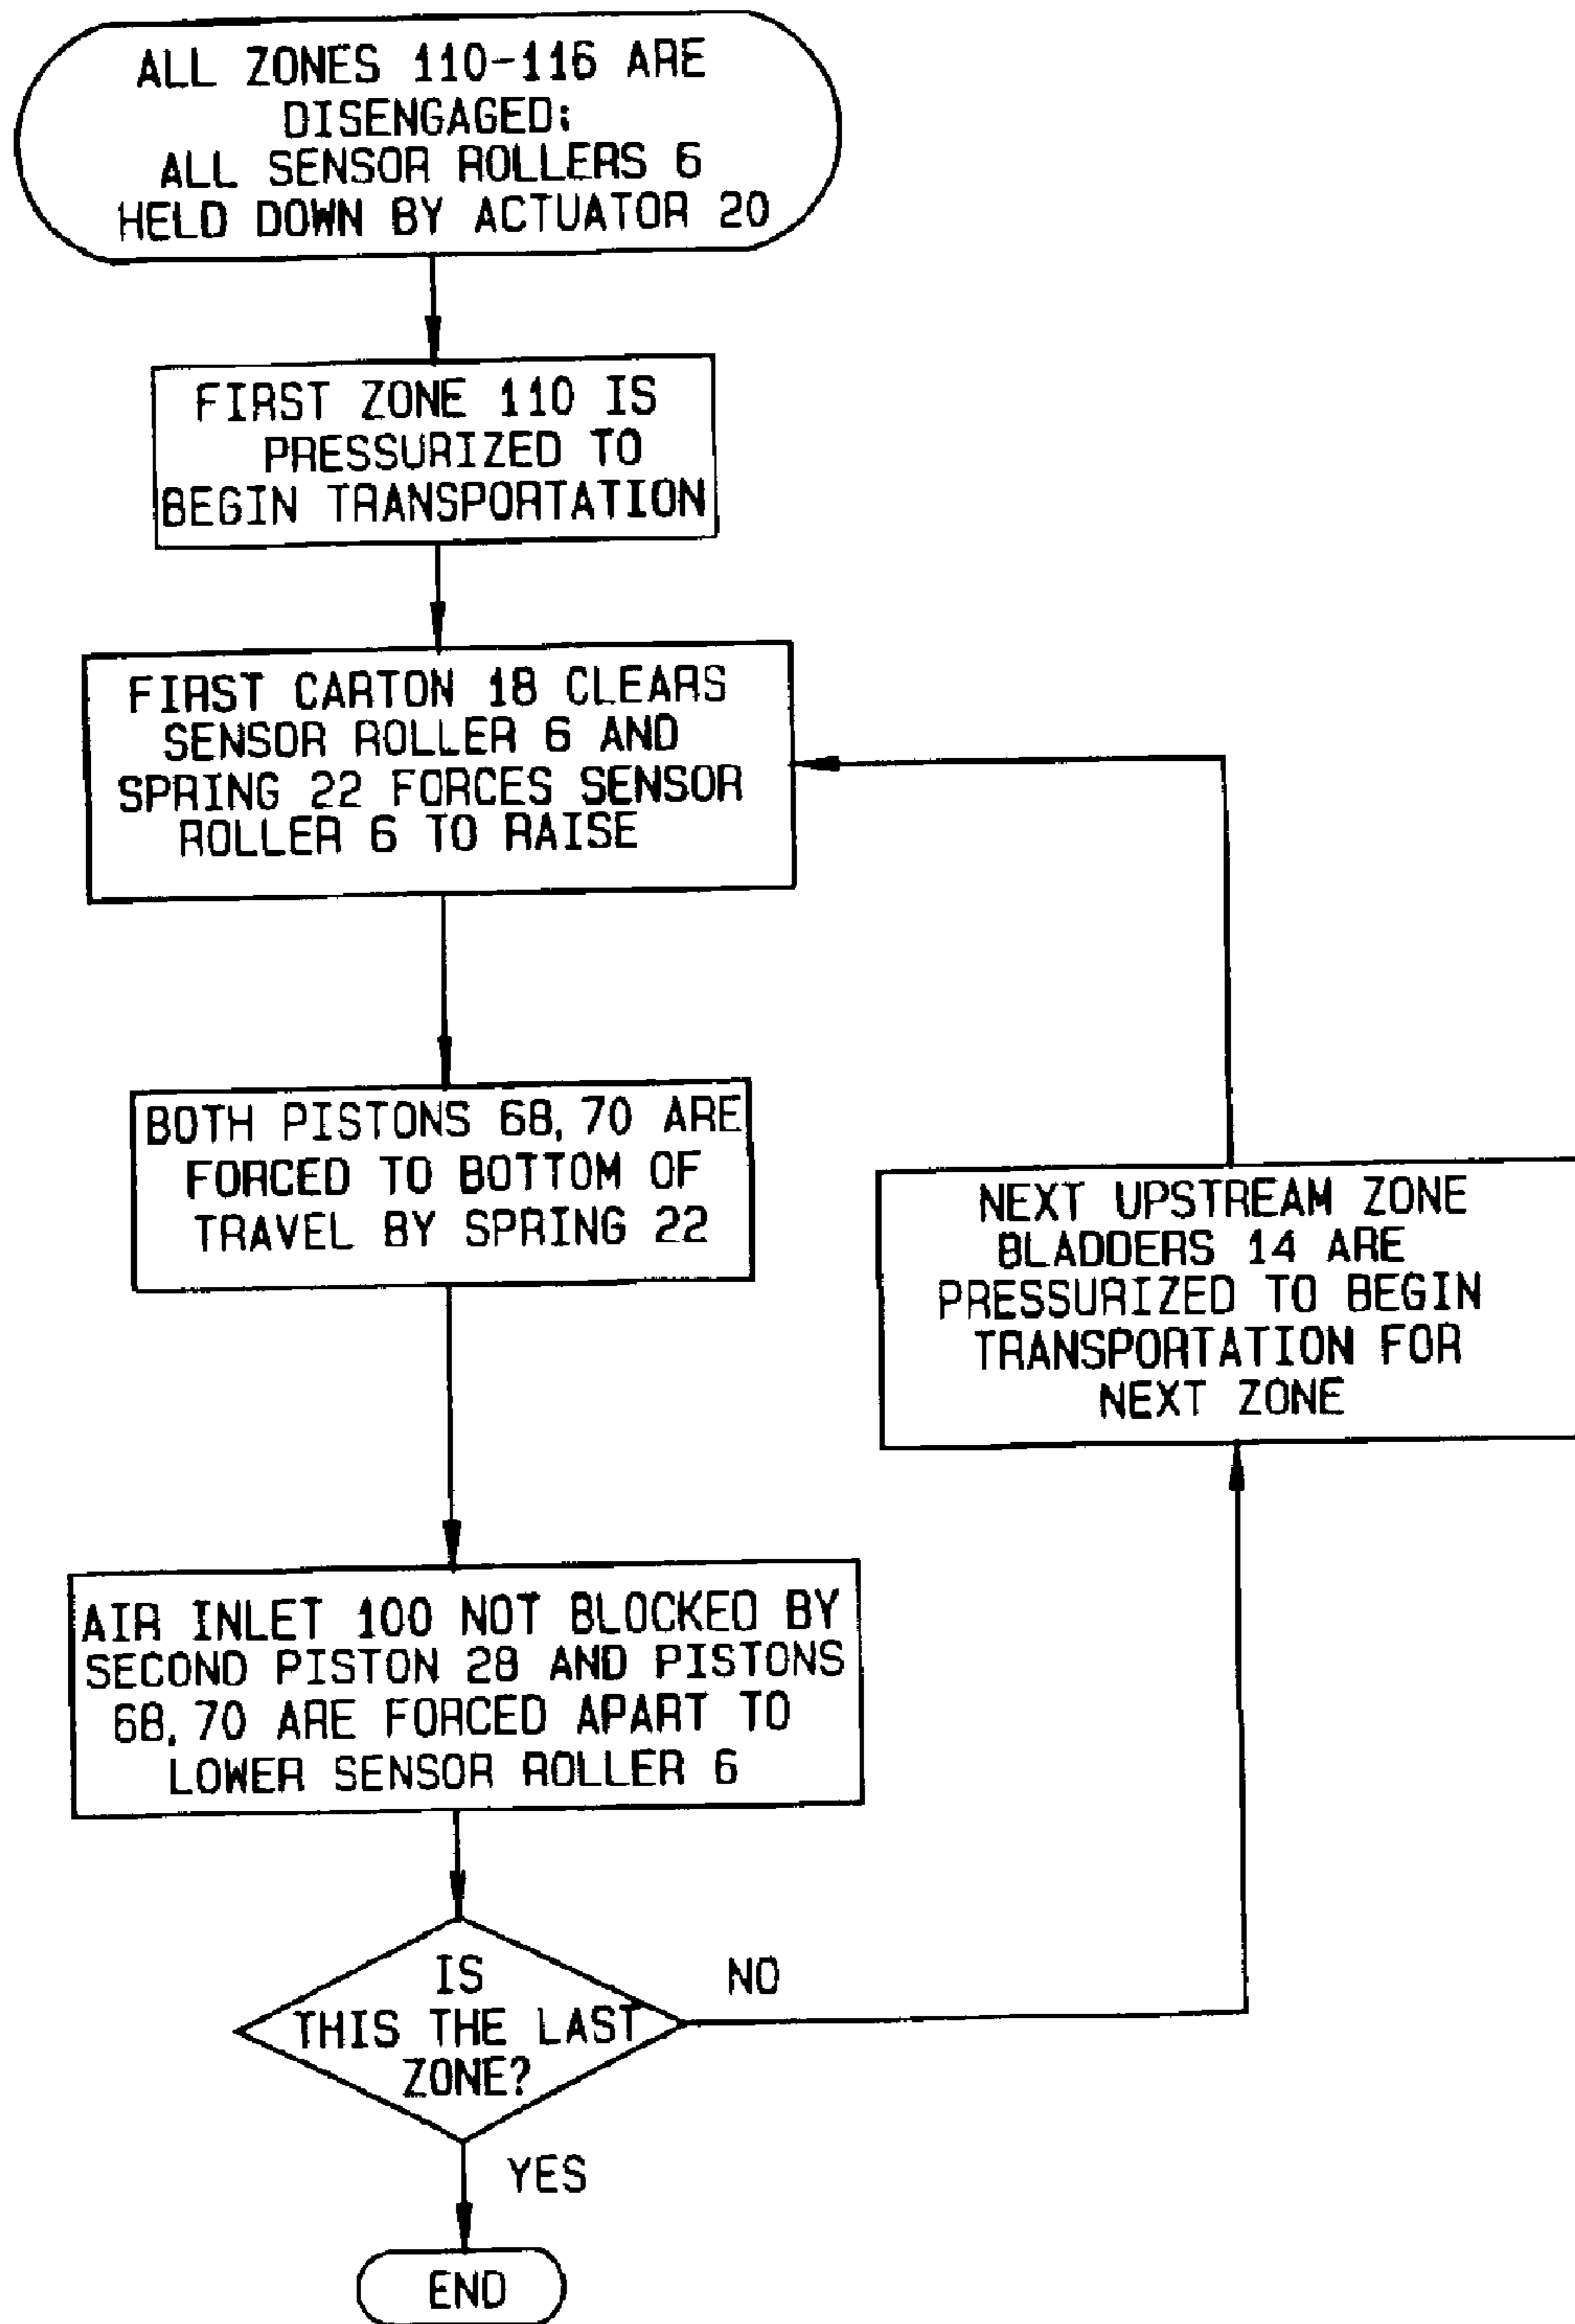 ALL ZONES 110-116 ARE
DISENGAGED;
ALL SENSOR ROLLERS 6
HELD DOWN BY ACTUATOR 20
FIRST ZONE 110 IS
PRESSURIZED TO
BEGIN TRANSPORTATION
FIRST CARTON 18 CLEARS
SENSOR ROLLER 6 AND
SPRING 22 FORCES SENSOR
ROLLER 6 TO RAISE
BOTH PISTONS 68, 70 ARE
FORCED TO BOTTOM OF
TRAVEL BY SPRING 22
NEXT UPSTREAM ZONE
BLADDERS 14 ARE
PRESSURIZED TO BEGIN
TRANSPORTATION FOR
NEXT ZONE
AIR INLET 100 NOT BLOCKED BY
SECOND PISTON 28 AND PISTONS
68, 70 ARE FORCED APART TO
LOWER SENSOR ROLLER 6
IS
THIS THE LAST
ZONE?
NO
YES
END